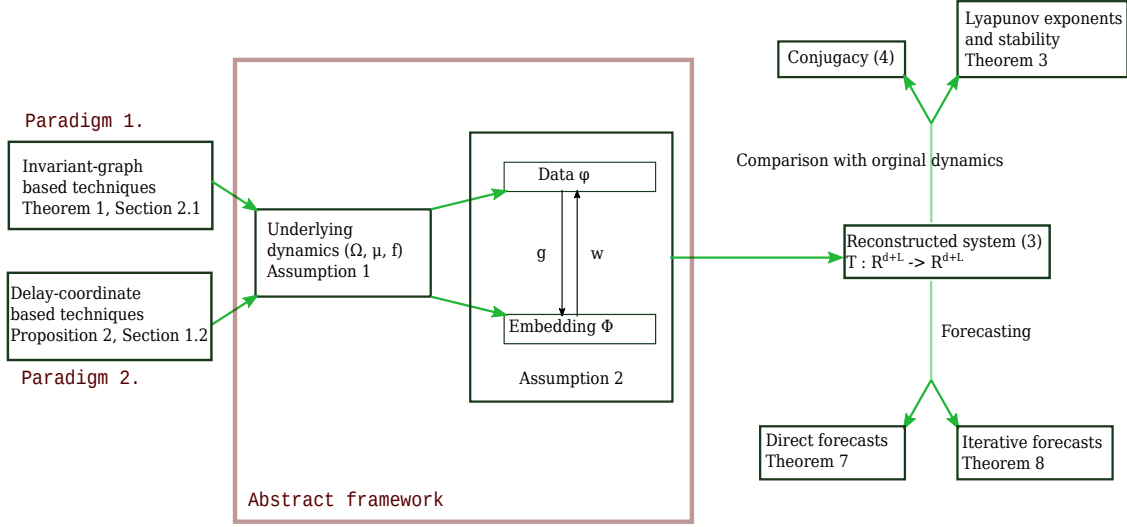 Paradigm 1.
Invariant-graph
based techniques
Theorem 1, Section 2.1
Delay-coordinate
based techniques
Proposition 2, Section 1.2
Paradigm 2.
Underlying
dynamics (Ω, μ, f)
Assumption 1
Data φ
g
w
Embedding Φ
Assumption 2
Abstract framework
Conjugacy (4)
Lyapunov exponents
and stability
Theorem 3
Comparison with orginal dynamics
Reconstructed system (3)
T : R^{d+L} -> R^{d+L}
Forecasting
Direct forecasts
Theorem 7
Iterative forecasts
Theorem 8